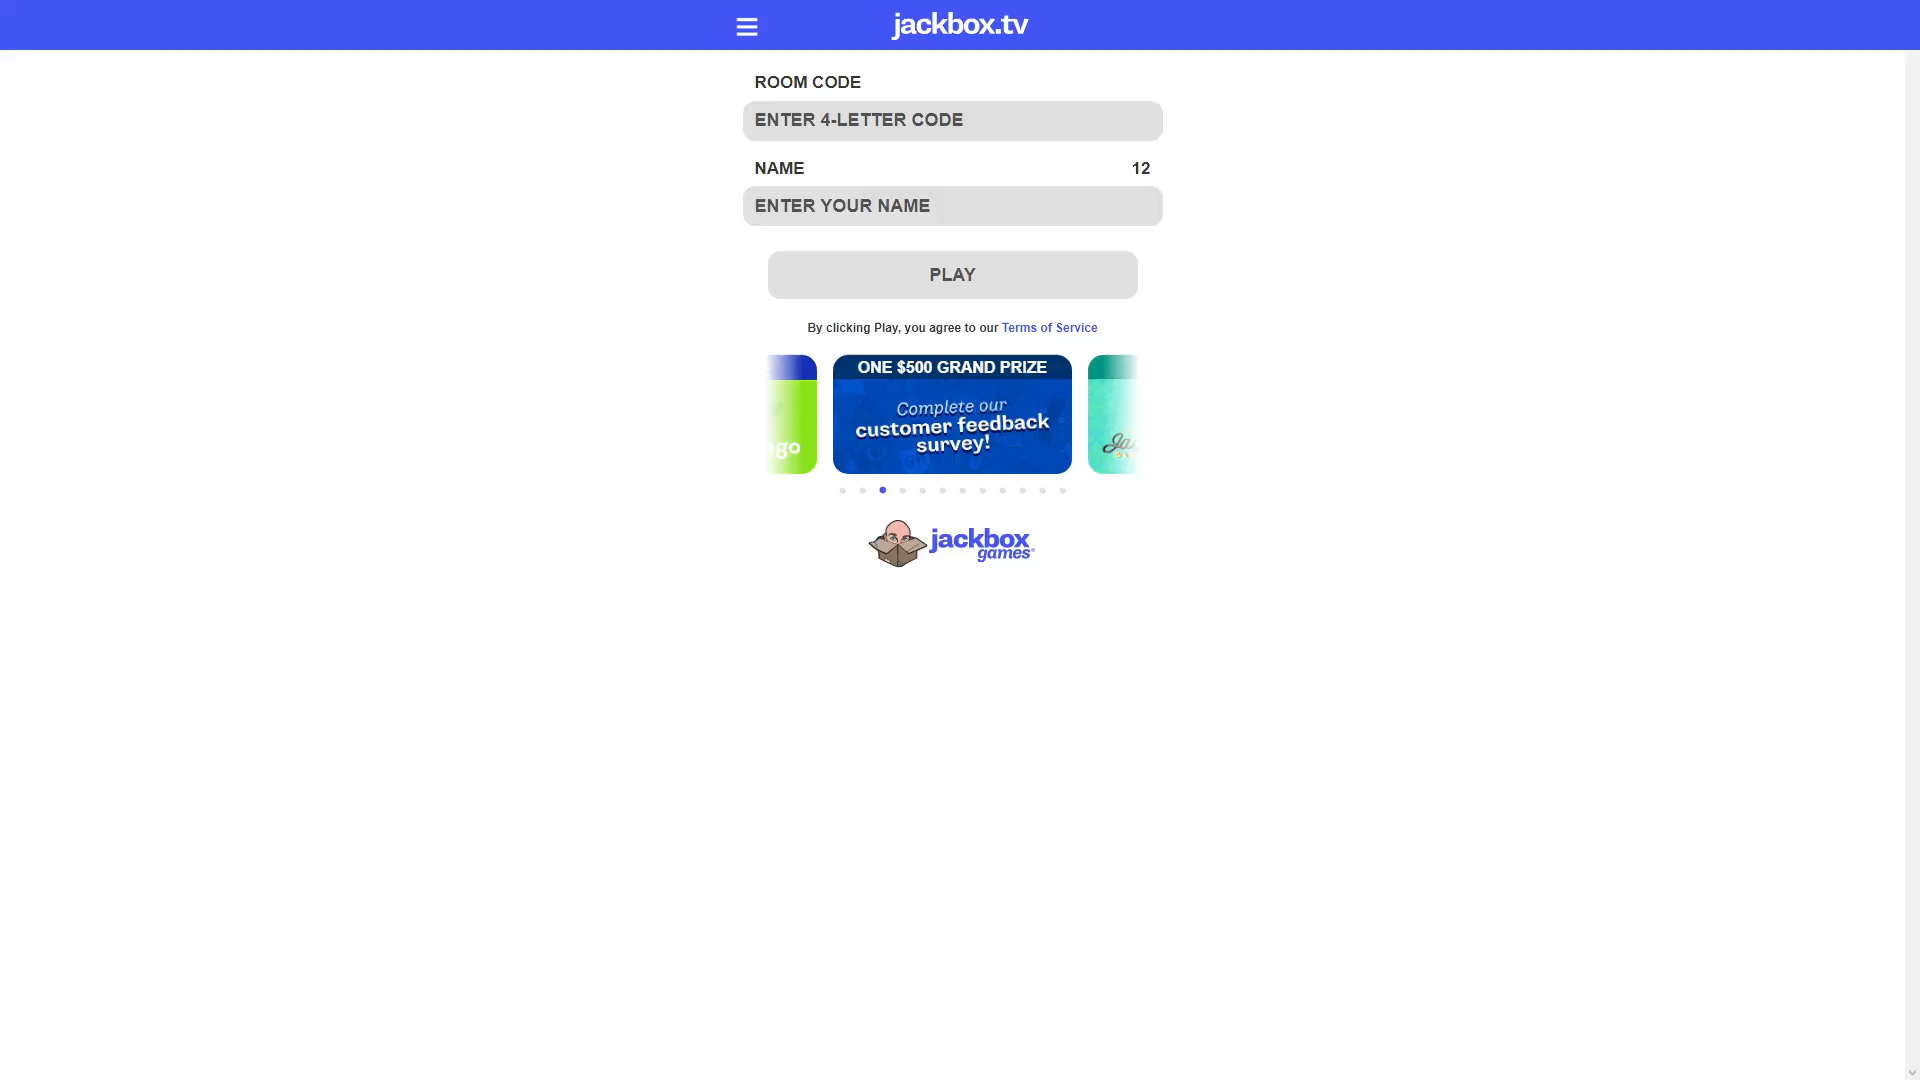 jackbox.tv
ROOM CODE
ENTER 4-LETTER CODE
NAME 12
ENTER YOUR NAME
PLAY
By clicking Play, you agree to our Terms of Service
ONE $500 GRAND PRIZE
Complete our
customer feedback
survey!
jackbox
games